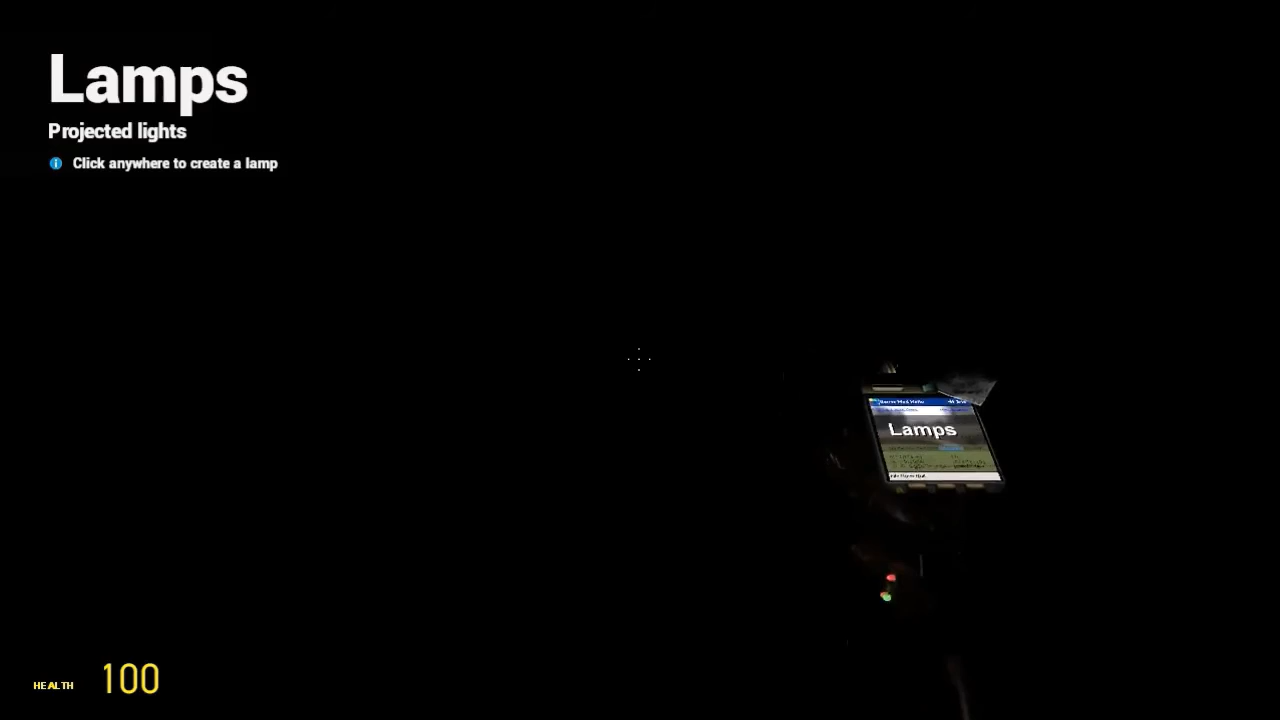 Lamps
Projected lights
Click anywhere to create a lamp
Lamps
HEALTH 100